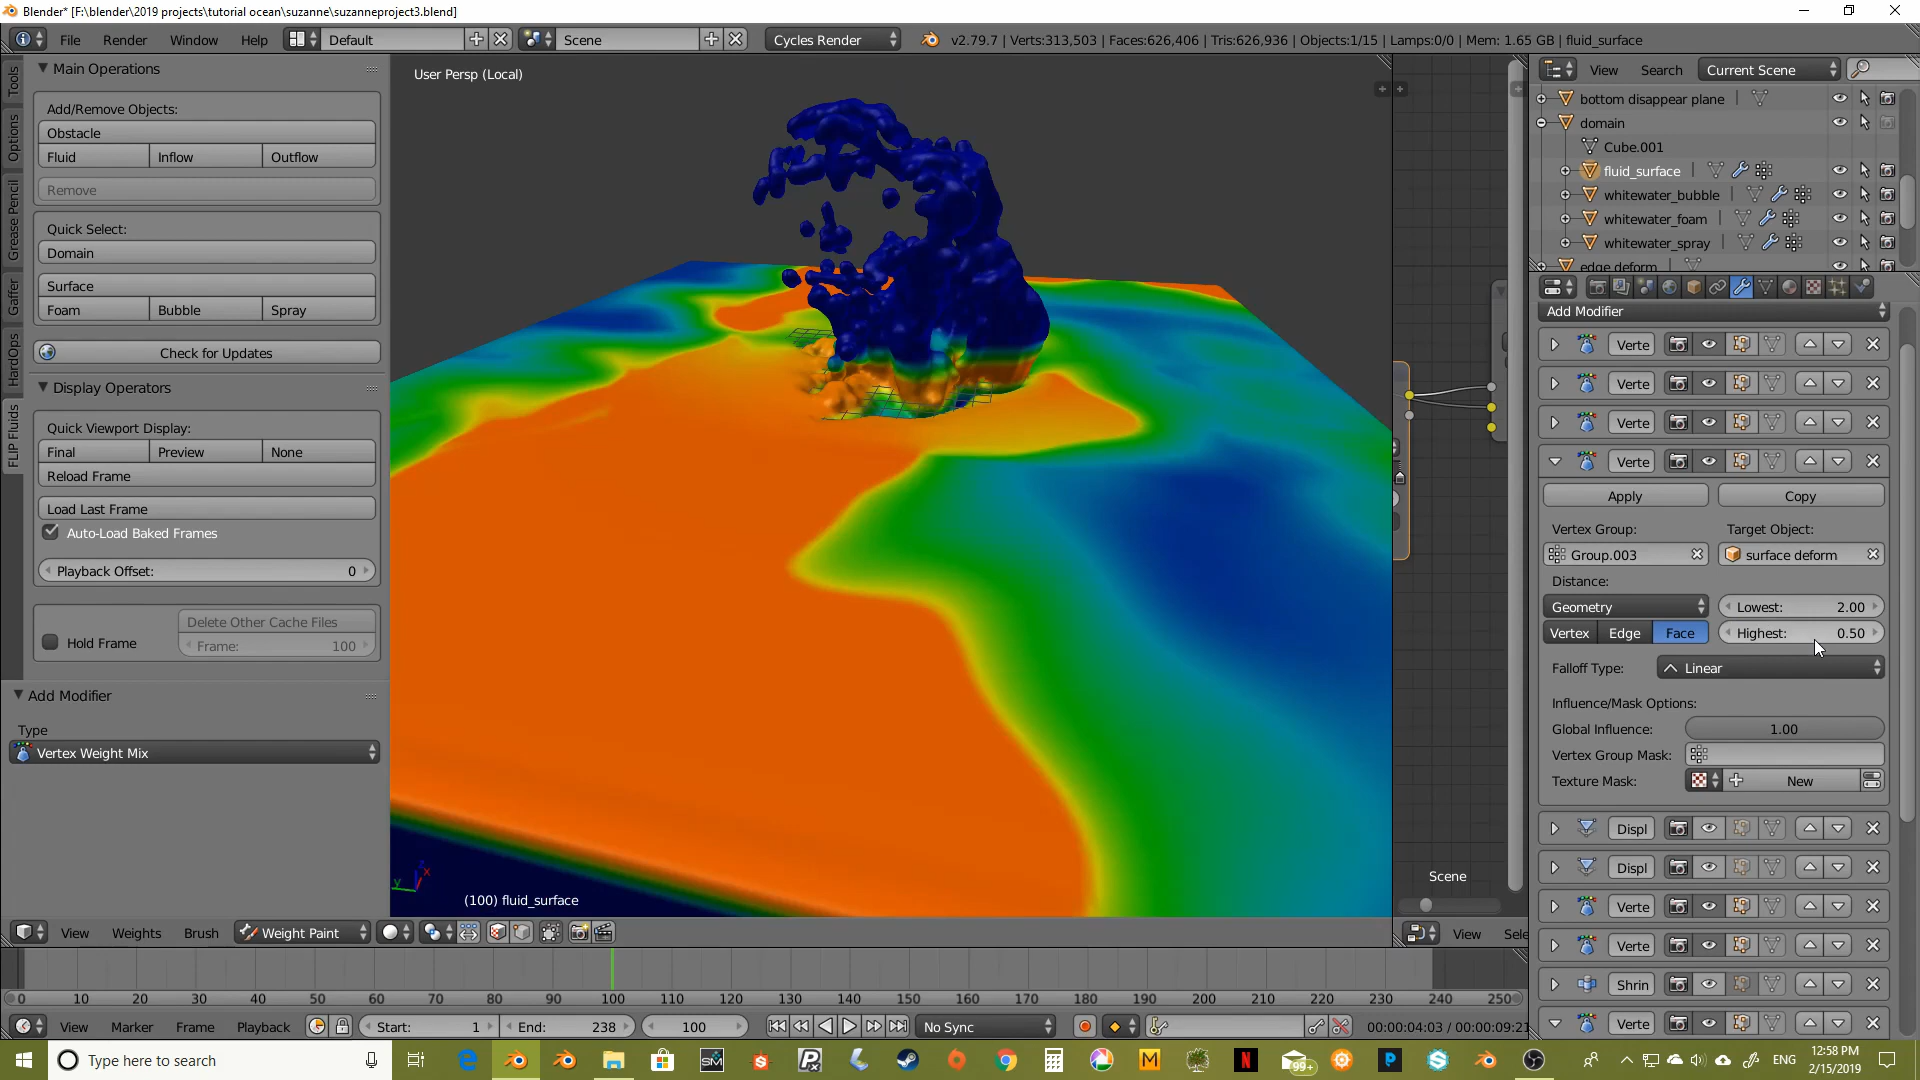 Blender* [F:\blender\2019 projects\tutorial ocean\suzanne\suzanneproject3.blend]
File Render Window Help Default Scene Cycles Render v2.79.7 | Verts:313,503 | Faces:626,406 | Tris:626,936 | Objects:1/15 | Lamps:0/0 | Mem: 1.65 GB | fluid_surface
Tools
Options
Grease Pencil
Gaffer
HardOps
FLIP Fluids
Main Operations
Add/Remove Objects:
Obstacle
Fluid Inflow Outflow
Remove
Quick Select:
Domain
Surface
Foam Bubble Spray
Check for Updates
Display Operators
Quick Viewport Display:
Final Preview None
Reload Frame
Load Last Frame
Auto-Load Baked Frames
Playback Offset: 0
Delete Other Cache Files
Hold Frame
Frame: 100
Add Modifier
Type
Vertex Weight Mix
User Persp (Local)
(100) fluid_surface
View Weights Brush Weight Paint
Scene
View Sele
View Search Current Scene
bottom disappear plane
domain
Cube.001
fluid_surface
whitewater_bubble
whitewater_foam
whitewater_spray
edge deform
Add Modifier
Verte
Verte
Verte
Verte
Apply Copy
Vertex Group: Target Object:
Group.003 surface deform
Distance:
Geometry Lowest: 2.00
Vertex Edge Face Highest: 0.50
Falloff Type: Linear
Influence/Mask Options:
Global Influence: 1.00
Vertex Group Mask:
Texture Mask: New
Displ
Displ
Verte
Verte
Shrin
Verte
0 10 20 30 40 50 60 70 80 90 100 110 120 130 140 150 160 170 180 190 200 210 220 230 240 250
View Marker Frame Playback Start: 1 End: 238 100 No Sync 00:00:04:03 / 00:00:09:21
Type here to search
99+
ENG
12:58 PM
2/15/2019